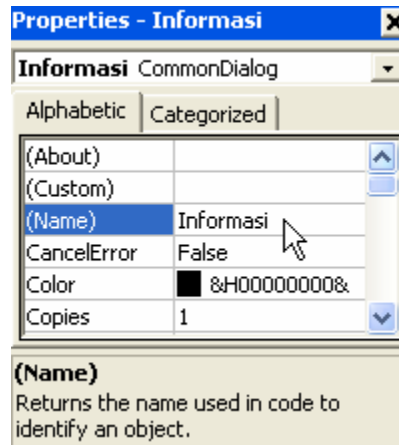 Properties - Informasi
Informasi CommonDialog
Alphabetic Categorized
(About)
(Custom)
(Name) Informasi
CancelError False
Color &H00000000&
Copies 1
(Name)
Returns the name used in code to
identify an object.